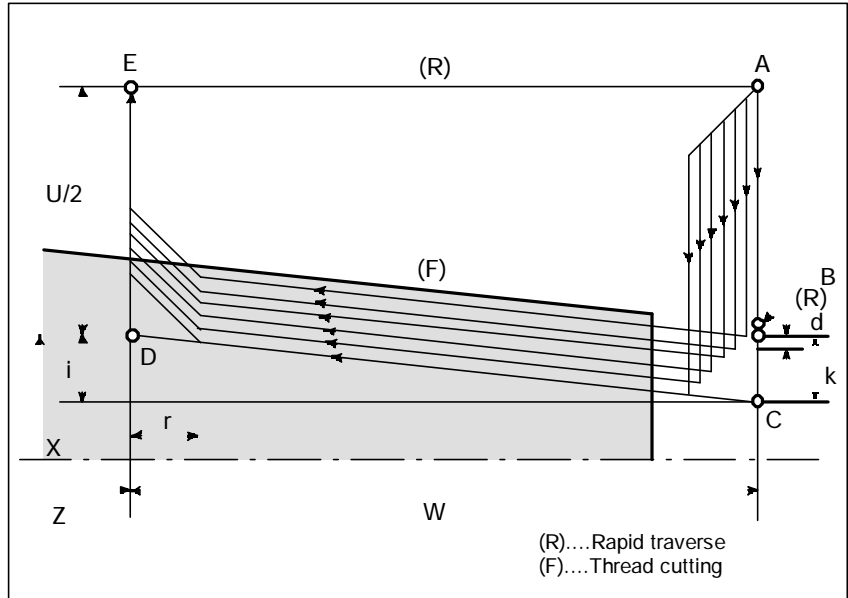 E
(R)
A
U/2
(F)
B
(R)
d
D
i
k
r
C
X
Z
W
(R)....Rapid traverse
(F)....Thread cutting